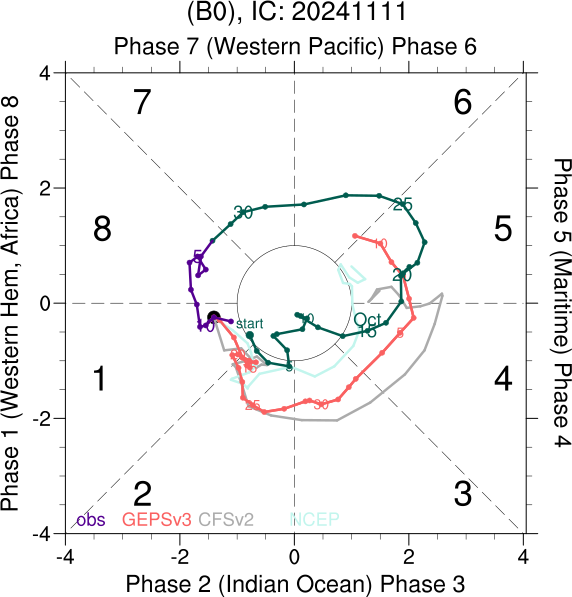 (B0), IC: 20241111
Phase 7 (Western Pacific) Phase 6
4
7
6
Phase 1 (Western Hem, Africa) Phase 8
Phase 5 (Maritime) Phase 4
30
25
2
8
5
5
0
20
0
start
Oct
15
0
5
1
4
-2
25
30
2
3
obs
GEPSv3
CFSv2
NCEP
-4
-4
-2
0
2
4
Phase 2 (Indian Ocean) Phase 3